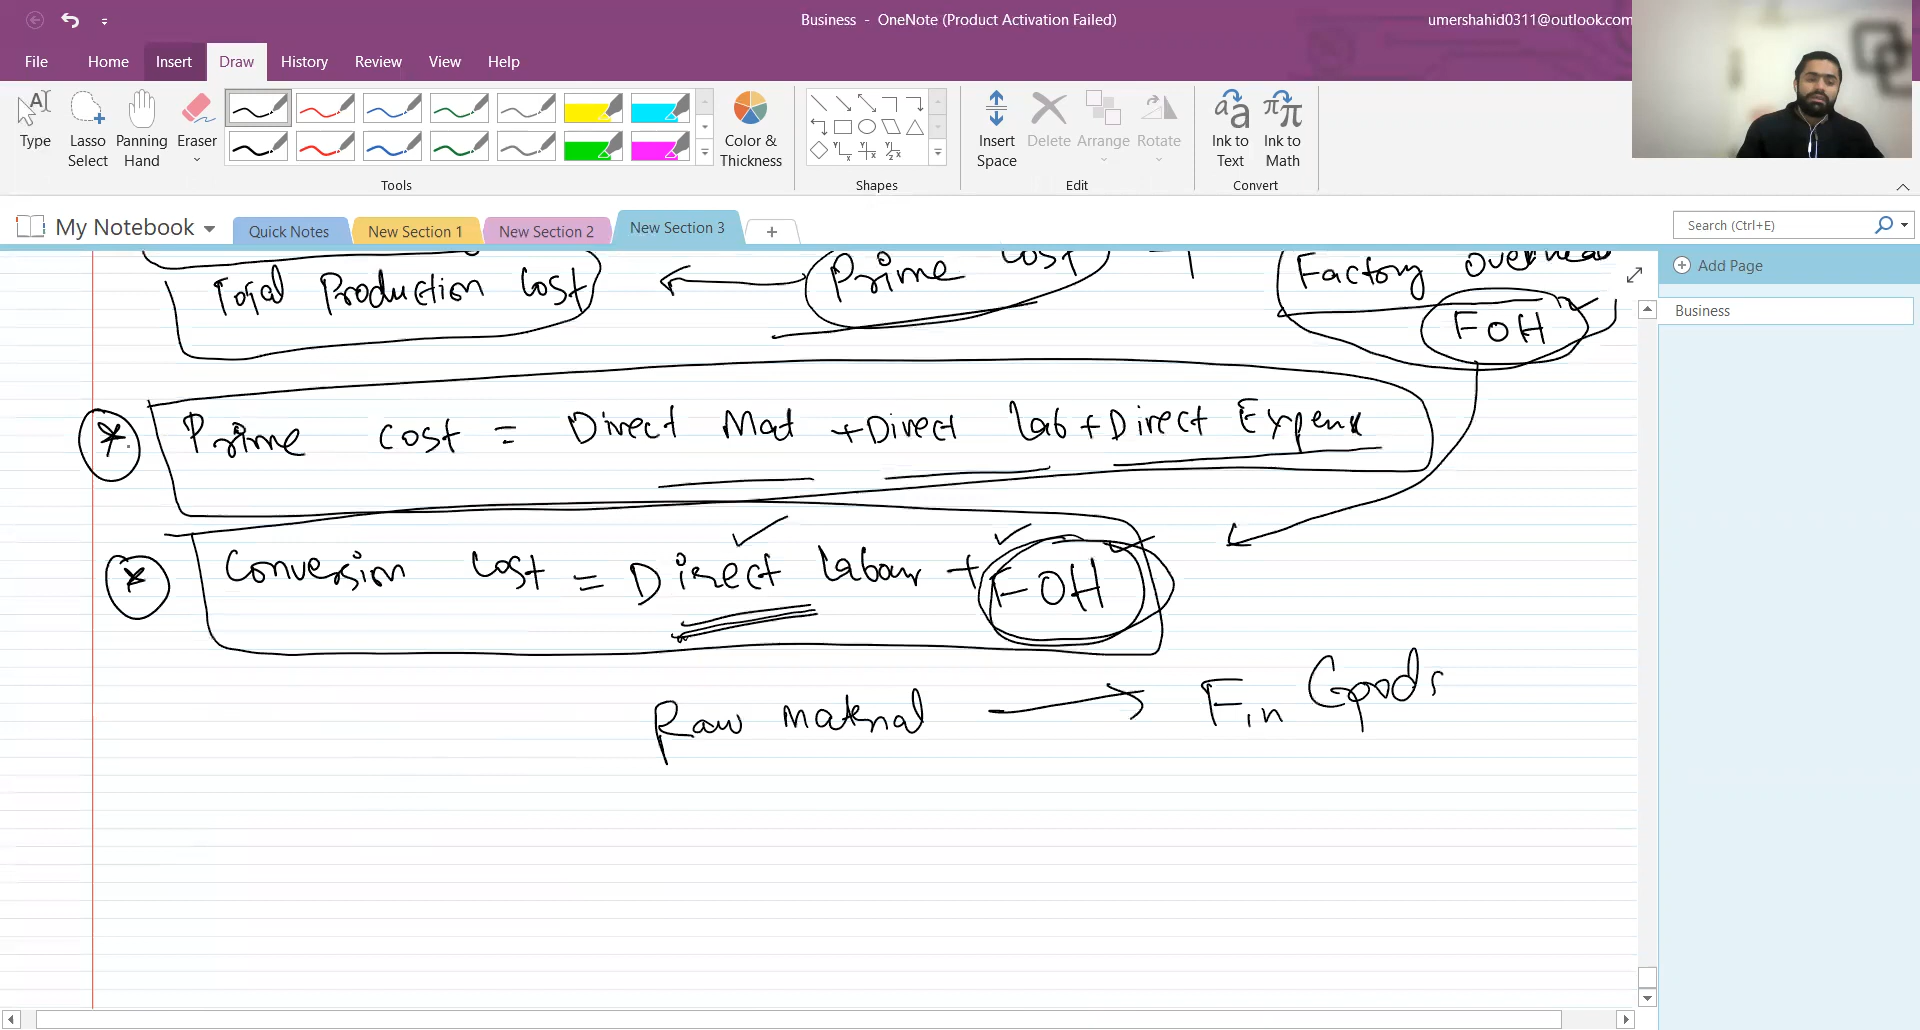 Business - OneNote (Product Activation Failed)
umershahid0311@outlook.com
File Home Insert Draw History Review View Help
Type Lasso Select Panning Hand Eraser
Color & Thickness
Insert Space Delete Arrange Rotate
Ink to Text Ink to Math
Tools Shapes Edit Convert
My Notebook Quick Notes New Section 1 New Section 2 New Section 3 +
Search (Ctrl+E)
Add Page
Business
Total Production Cost Prime Cost Factory Overhead
FOH
* Prime Cost = Direct Mat + Direct lab + Direct Expens
* Conversion Cost = Direct labour + FOH
Raw Material → Fin Goods